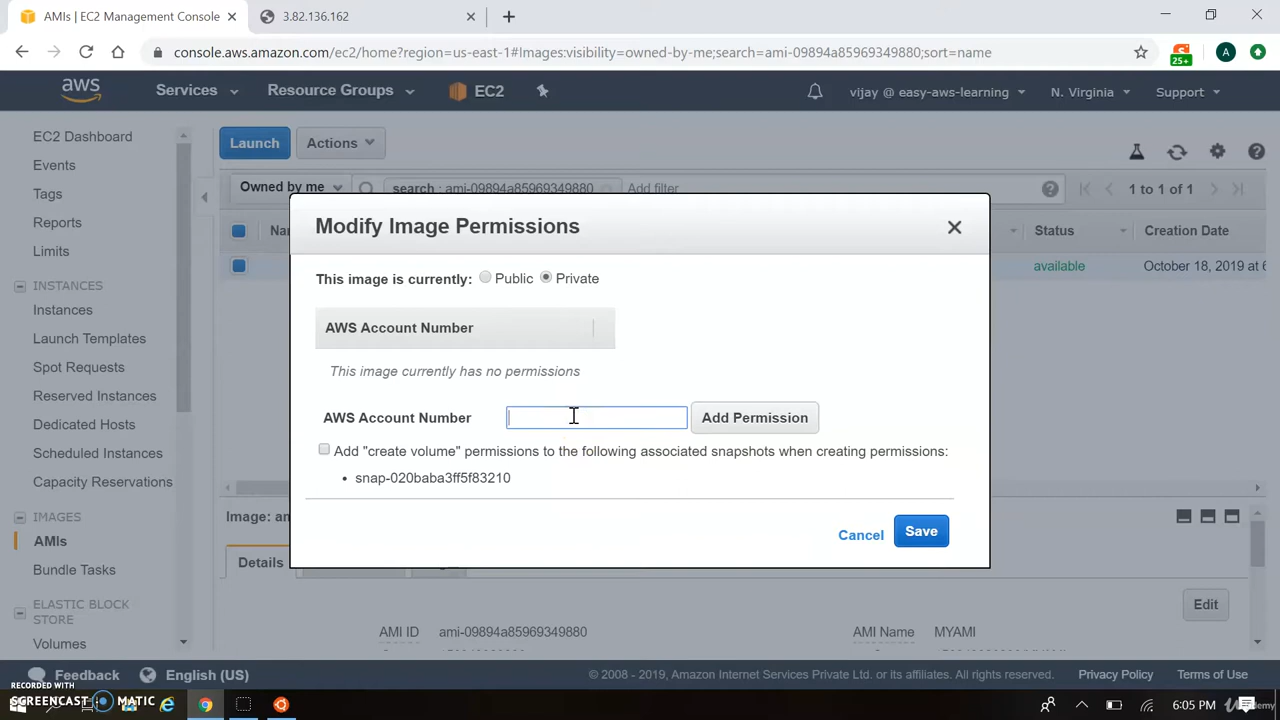 AMIs | EC2 Management Console
3.82.136.162
console.aws.amazon.com/ec2/home?region=us-east-1#Images:visibility=owned-by-me;search=ami-09894a85969349880;sort=name
25+
A
aws
Services
Resource Groups
EC2
vijay @ easy-aws-learning
N. Virginia
Support
EC2 Dashboard
Events
Tags
Reports
Limits
INSTANCES
Instances
Launch Templates
Spot Requests
Reserved Instances
Dedicated Hosts
Scheduled Instances
Capacity Reservations
IMAGES
AMIs
Bundle Tasks
ELASTIC BLOCK
STORE
Volumes
Launch
Actions
Owned by me
search : ami-09894a85969349880
Add filter
1 to 1 of 1
Status
Creation Date
available
October 18, 2019 at 6
Modify Image Permissions
This image is currently: Public Private
AWS Account Number
This image currently has no permissions
AWS Account Number
Add Permission
Add "create volume" permissions to the following associated snapshots when creating permissions:
• snap-020baba3ff5f83210
Cancel
Save
Details
Edit
AMI ID ami-09894a85969349880
AMI Name MYAMI
Feedback
English (US)
© 2008 - 2019, Amazon Internet Services Private Ltd. or its affiliates. All rights reserved.
Privacy Policy
Terms of Use
RECORDED WITH
SCREENCAST MATIC
6:05 PM